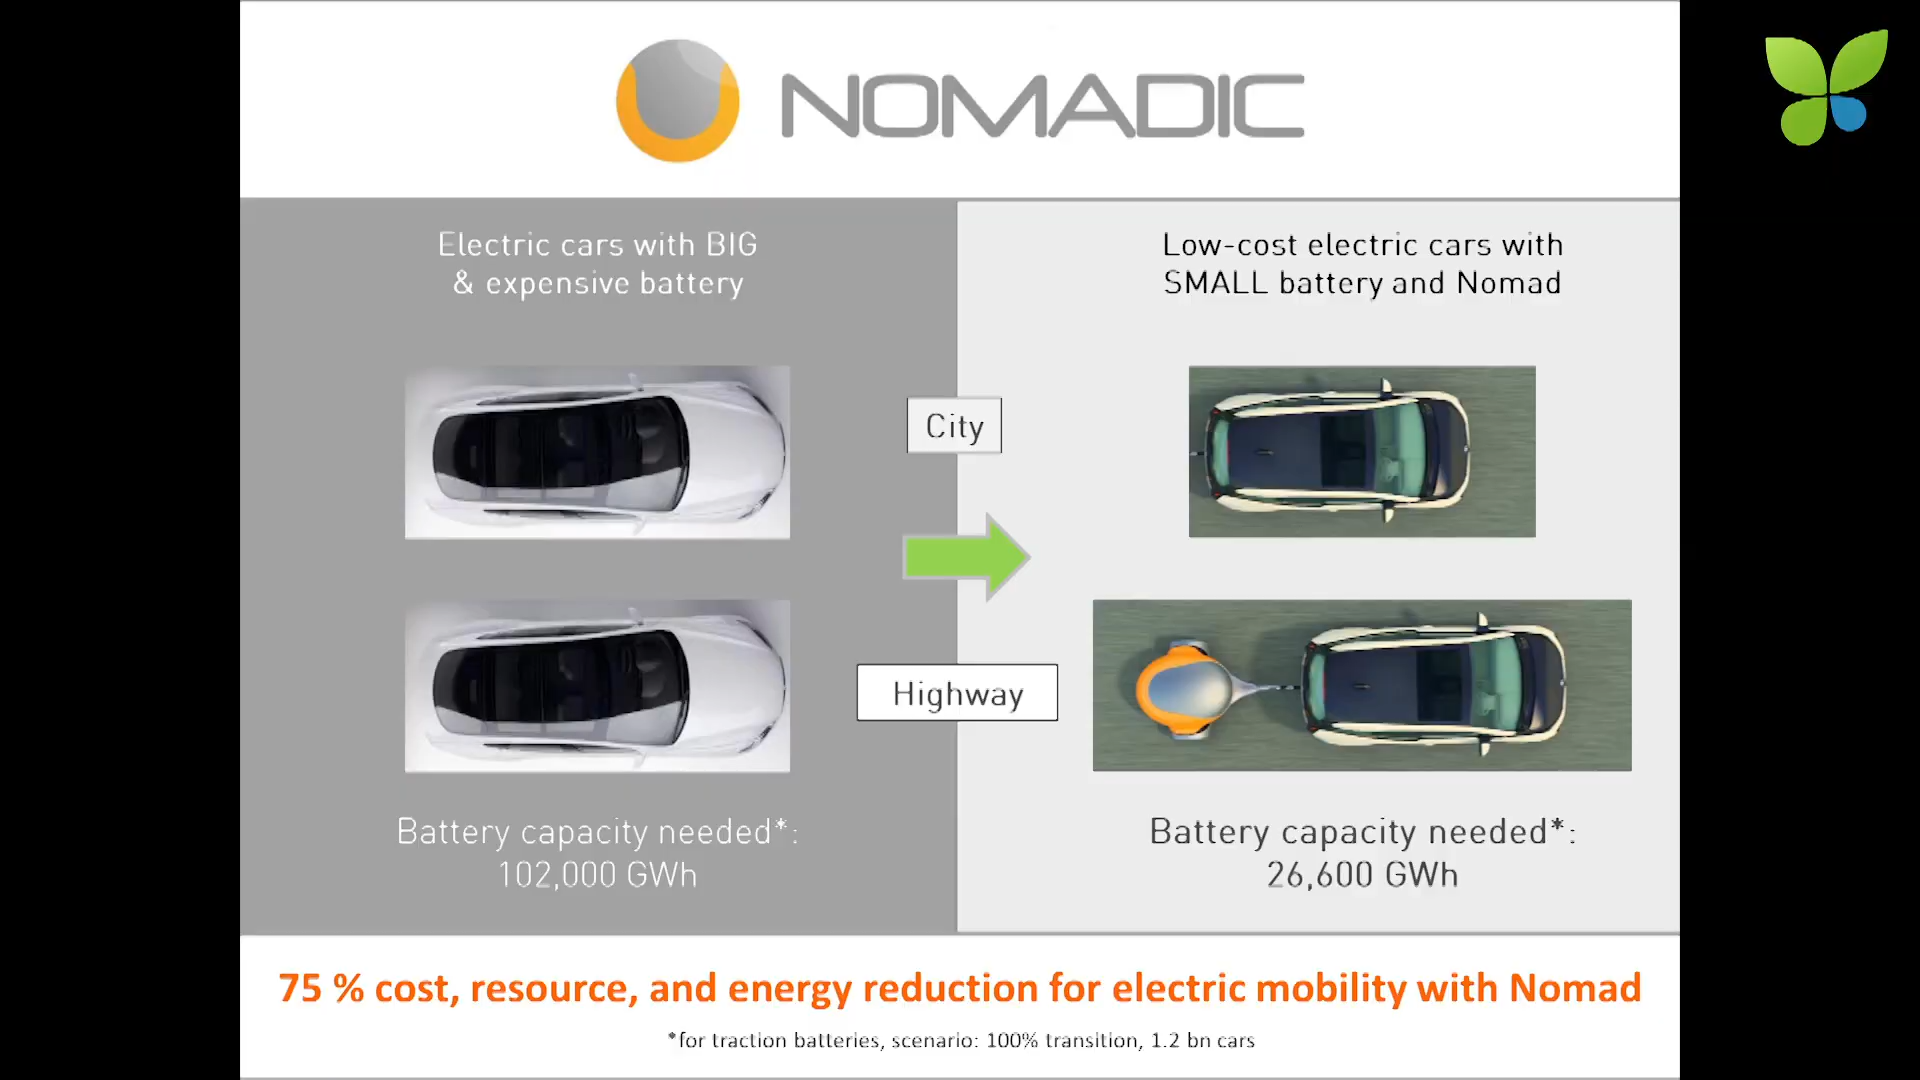 NOMADIC
Electric cars with BIG
& expensive battery
Low-cost electric cars with
SMALL battery and Nomad
City
Highway
Battery capacity needed*:
102,000 GWh
Battery capacity needed*:
26,600 GWh
75 % cost, resource, and energy reduction for electric mobility with Nomad
*for traction batteries, scenario: 100% transition, 1.2 bn cars